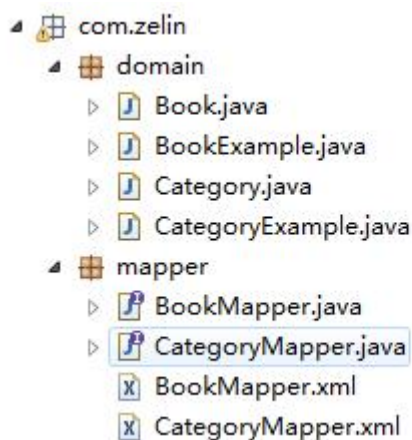 com.zelin
domain
Book.java
BookExample.java
Category.java
CategoryExample.java
mapper
BookMapper.java
CategoryMapper.java
BookMapper.xml
CategoryMapper.xml